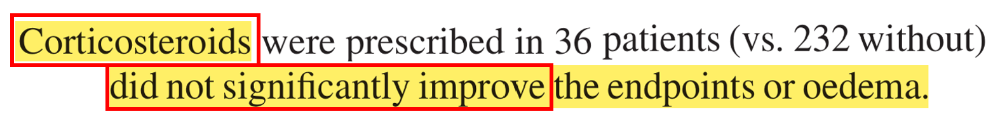 Corticosteroids were prescribed in 36 patients (vs. 232 without)
did not significantly improve the endpoints or oedema.